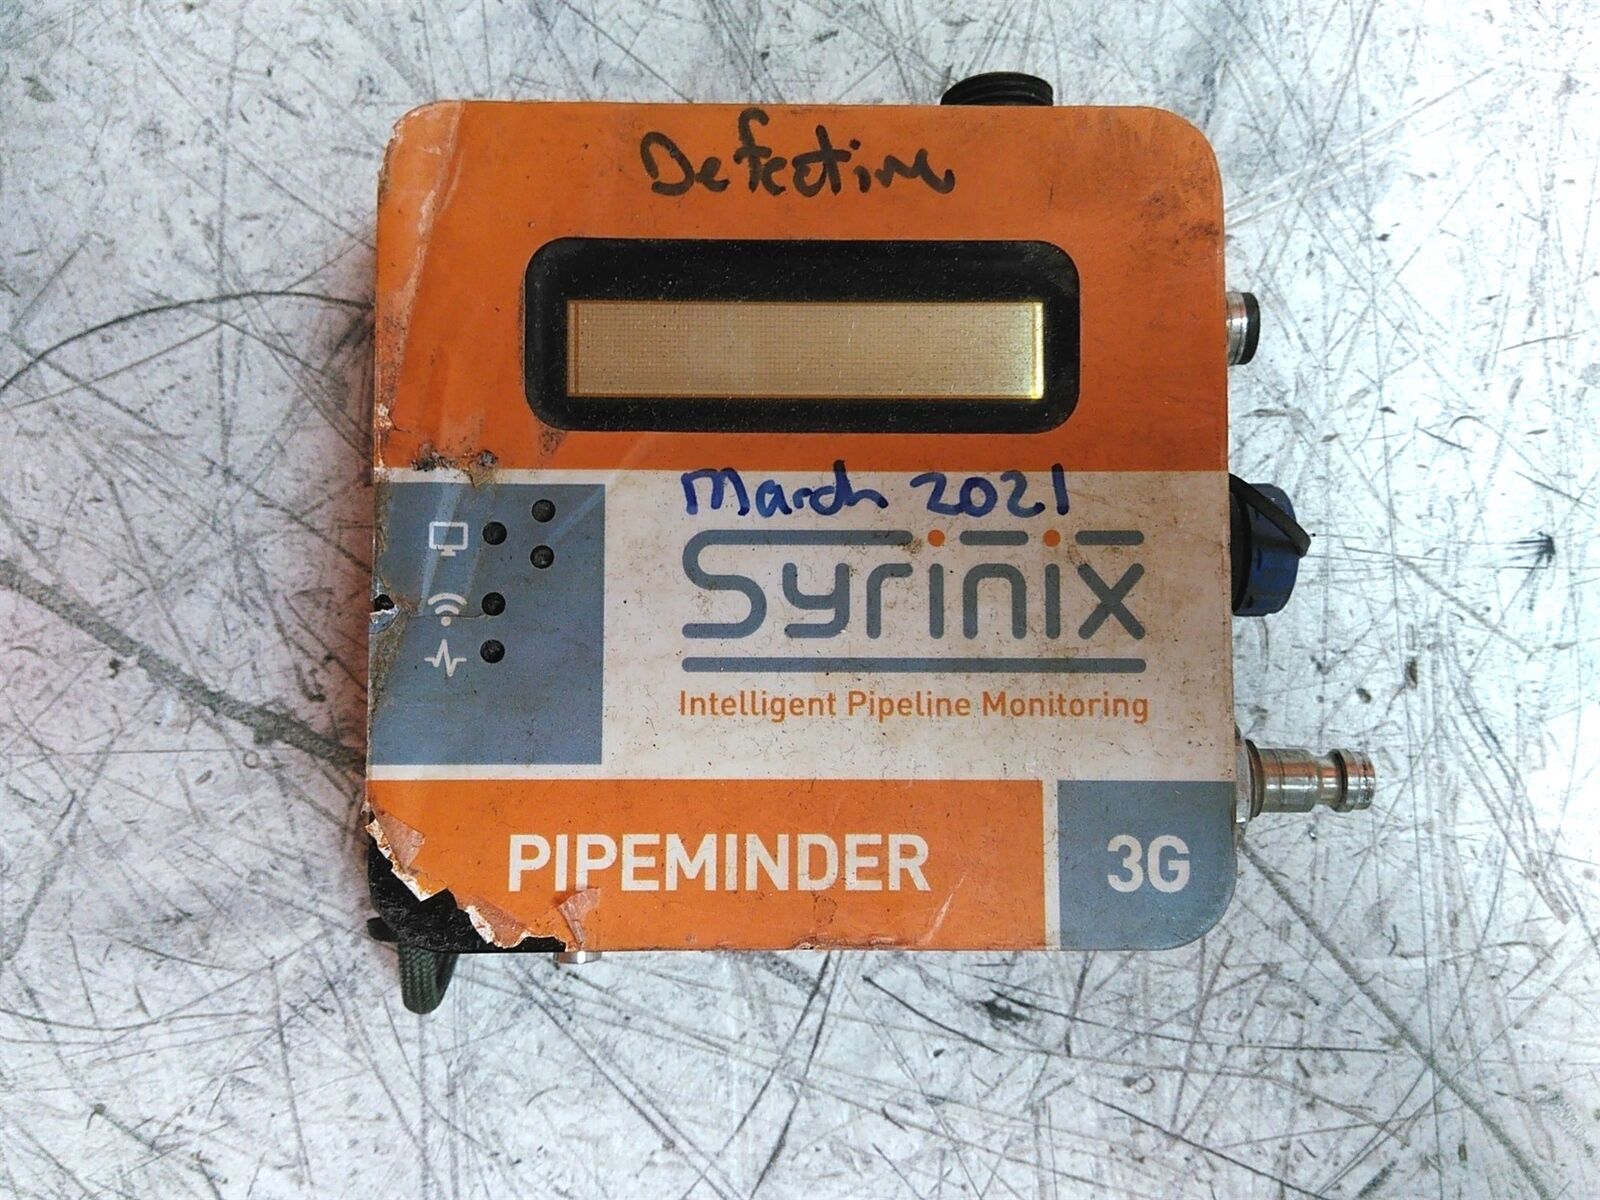 Defective
March 2021
Syrinix
Intelligent Pipeline Monitoring
PIPEMINDER
3G